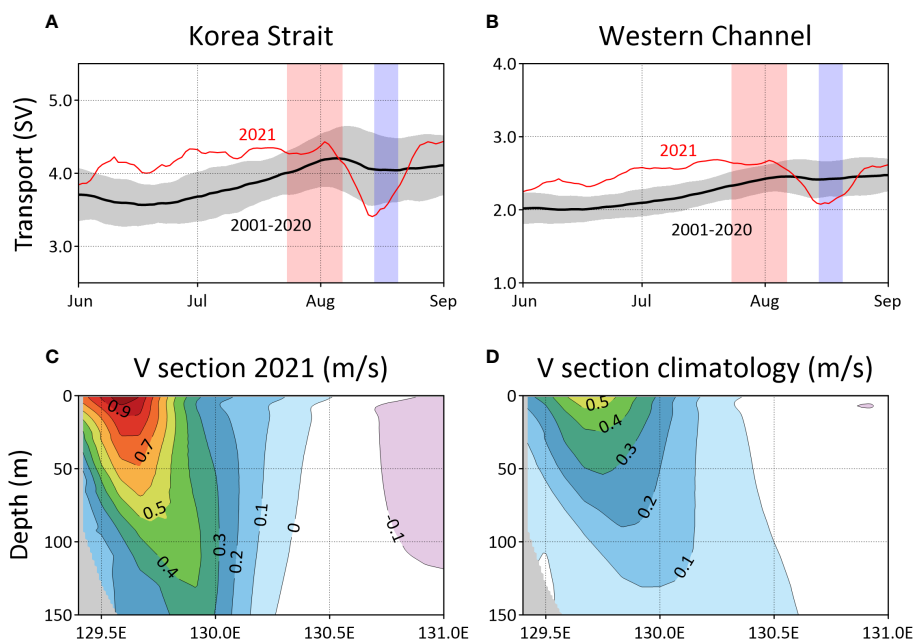 A
Korea Strait
Transport (SV)
5.0
4.0
3.0
2021
2001-2020
Jun
Jul
Aug
Sep
B
Western Channel
4.0
3.0
2.0
1.0
2021
2001-2020
Jun
Jul
Aug
Sep
C
V section 2021 (m/s)
Depth (m)
0
50
100
150
0.9
0.7
0.5
0.4
0.3
0.2
0.1
0
-0.1
129.5E
130.0E
130.5E
131.0E
D
V section climatology (m/s)
0
50
100
150
0.5
0.4
0.3
0.2
0.1
129.5E
130.0E
130.5E
131.0E